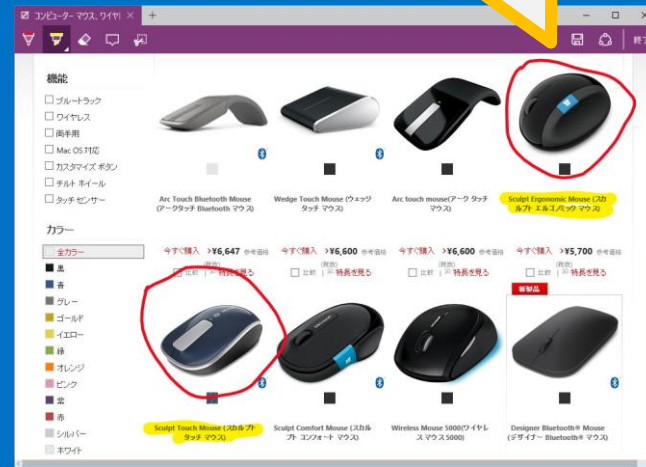 コンピューター マウス、ワイヤ
終了
機能
ブルートラック
ワイヤレス
両手用
Mac OS 対応
カスタマイズ ボタン
チルト ホイール
タッチ センサー
Arc Touch Bluetooth Mouse
(アークタッチ Bluetooth マウス)
Wedge Touch Mouse (ウェッジ
タッチ マウス)
Arc touch mouse(アーク タッチ
マウス)
Sculpt Ergonomic Mouse (スカ
ルプト エルゴノミック マウス)
カラー
今すぐ購入 >¥6,647 参考価格
(税抜)
比較 | 特長を見る
今すぐ購入 >¥6,600 参考価格
(税抜)
比較 | 特長を見る
今すぐ購入 >¥6,600 参考価格
(税抜)
比較 | 特長を見る
今すぐ購入 >¥5,700 参考価格
(税抜)
比較 | 特長を見る
全カラー
黒
青
グレー
ゴールド
イエロー
緑
オレンジ
ピンク
紫
赤
シルバー
ホワイト
新製品
Sculpt Touch Mouse (スカルプト
タッチ マウス)
Sculpt Comfort Mouse (スカル
プト コンフォート マウス)
Wireless Mouse 5000(ワイヤレ
ス マウス 5000)
Designer Bluetooth® Mouse
(デザイナー Bluetooth® マウス)